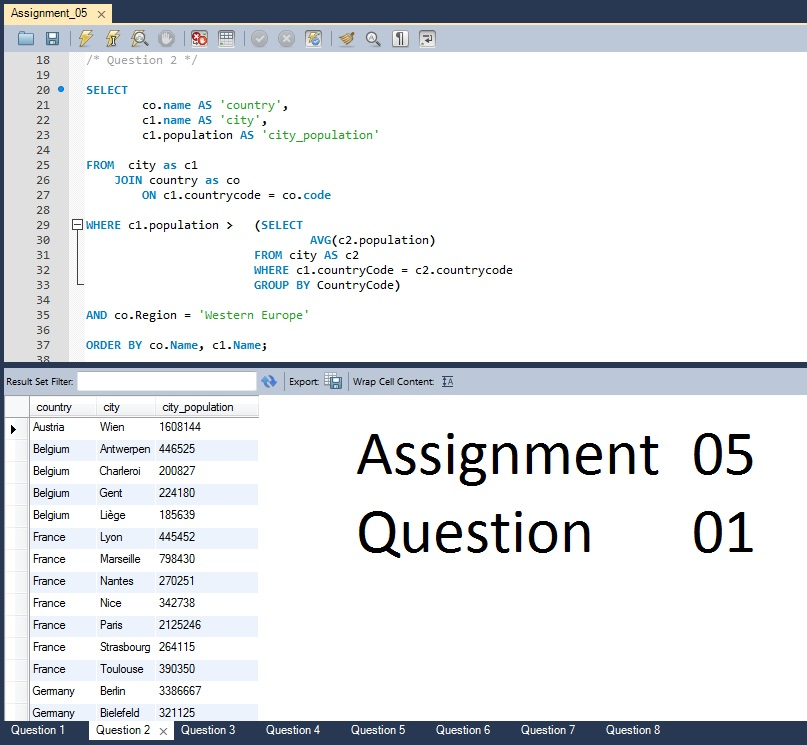 Assignment_05 ×
18 /* Question 2 */
19
20 SELECT
21 co.name AS 'country',
22 c1.name AS 'city',
23 c1.population AS 'city_population'
24
25 FROM city as c1
26 JOIN country as co
27 ON c1.countrycode = co.code
28
29 WHERE c1.population > (SELECT
30 AVG(c2.population)
31 FROM city AS c2
32 WHERE c1.countryCode = c2.countrycode
33 GROUP BY CountryCode)
34
35 AND co.Region = 'Western Europe'
36
37 ORDER BY co.Name, c1.Name;
38
Result Set Filter: Export: Wrap Cell Content:
country city city_population
Austria Wien 1608144
Belgium Antwerpen 446525
Belgium Charleroi 200827
Belgium Gent 224180
Belgium Liège 185639
France Lyon 445452
France Marseille 798430
France Nantes 270251
France Nice 342738
France Paris 2125246
France Strasbourg 264115
France Toulouse 390350
Germany Berlin 3386667
Germany Bielefeld 321125
Assignment 05
Question 01
Question 1 Question 2 × Question 3 Question 4 Question 5 Question 6 Question 7 Question 8